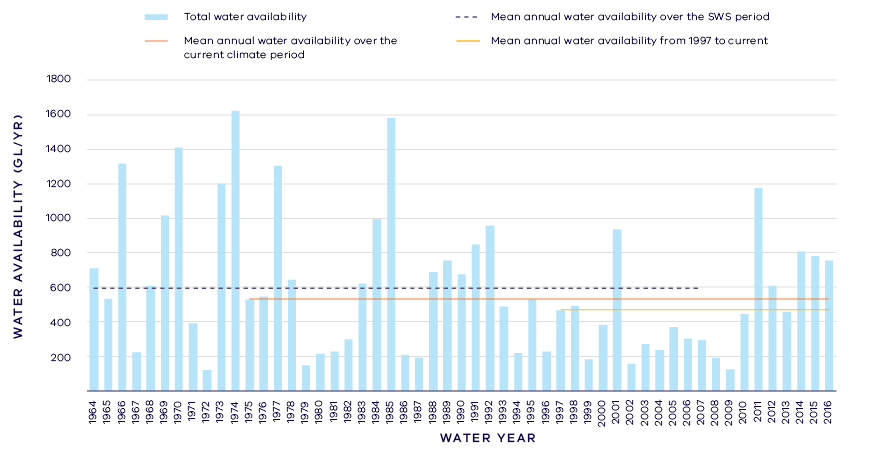 Total water availability
Mean annual water availability over the SWS period
Mean annual water availability over the
current climate period
Mean annual water availability from 1997 to current
WATER AVAILABILITY (GL/YR)
1800
1600
1400
1200
1000
800
600
400
200
1964 1965 1966 1967 1968 1969 1970 1971 1972 1973 1974 1975 1976 1977 1978 1979 1980 1981 1982 1983 1984 1985 1986 1987 1988 1989 1990 1991 1992 1993 1994 1995 1996 1997 1998 1999 2000 2001 2002 2003 2004 2005 2006 2007 2008 2009 2010 2011 2012 2013 2014 2015 2016
WATER YEAR